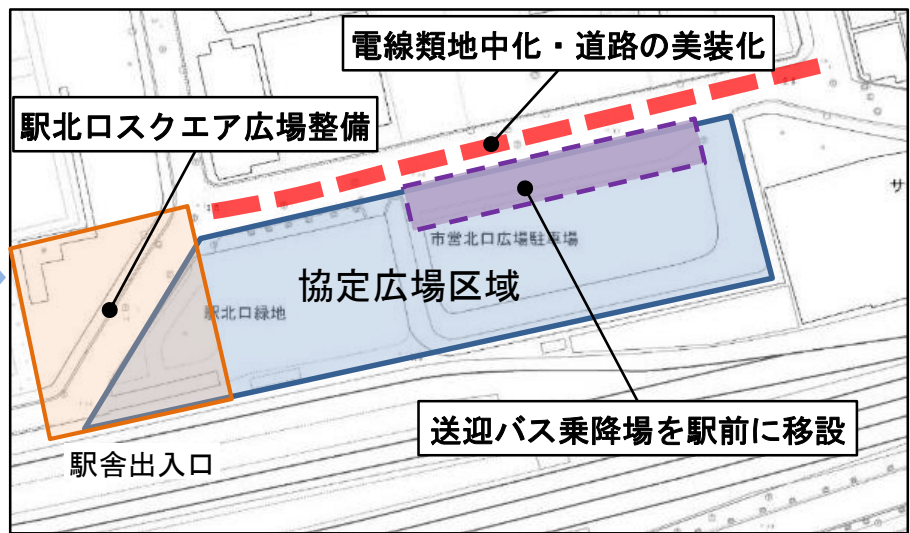 電線類地中化・道路の美装化
駅北口スクエア広場整備
サ
市営北口広場駐車場
協定広場区域
駅北口緑地
送迎バス乗降場を駅前に移設
駅舎出入口